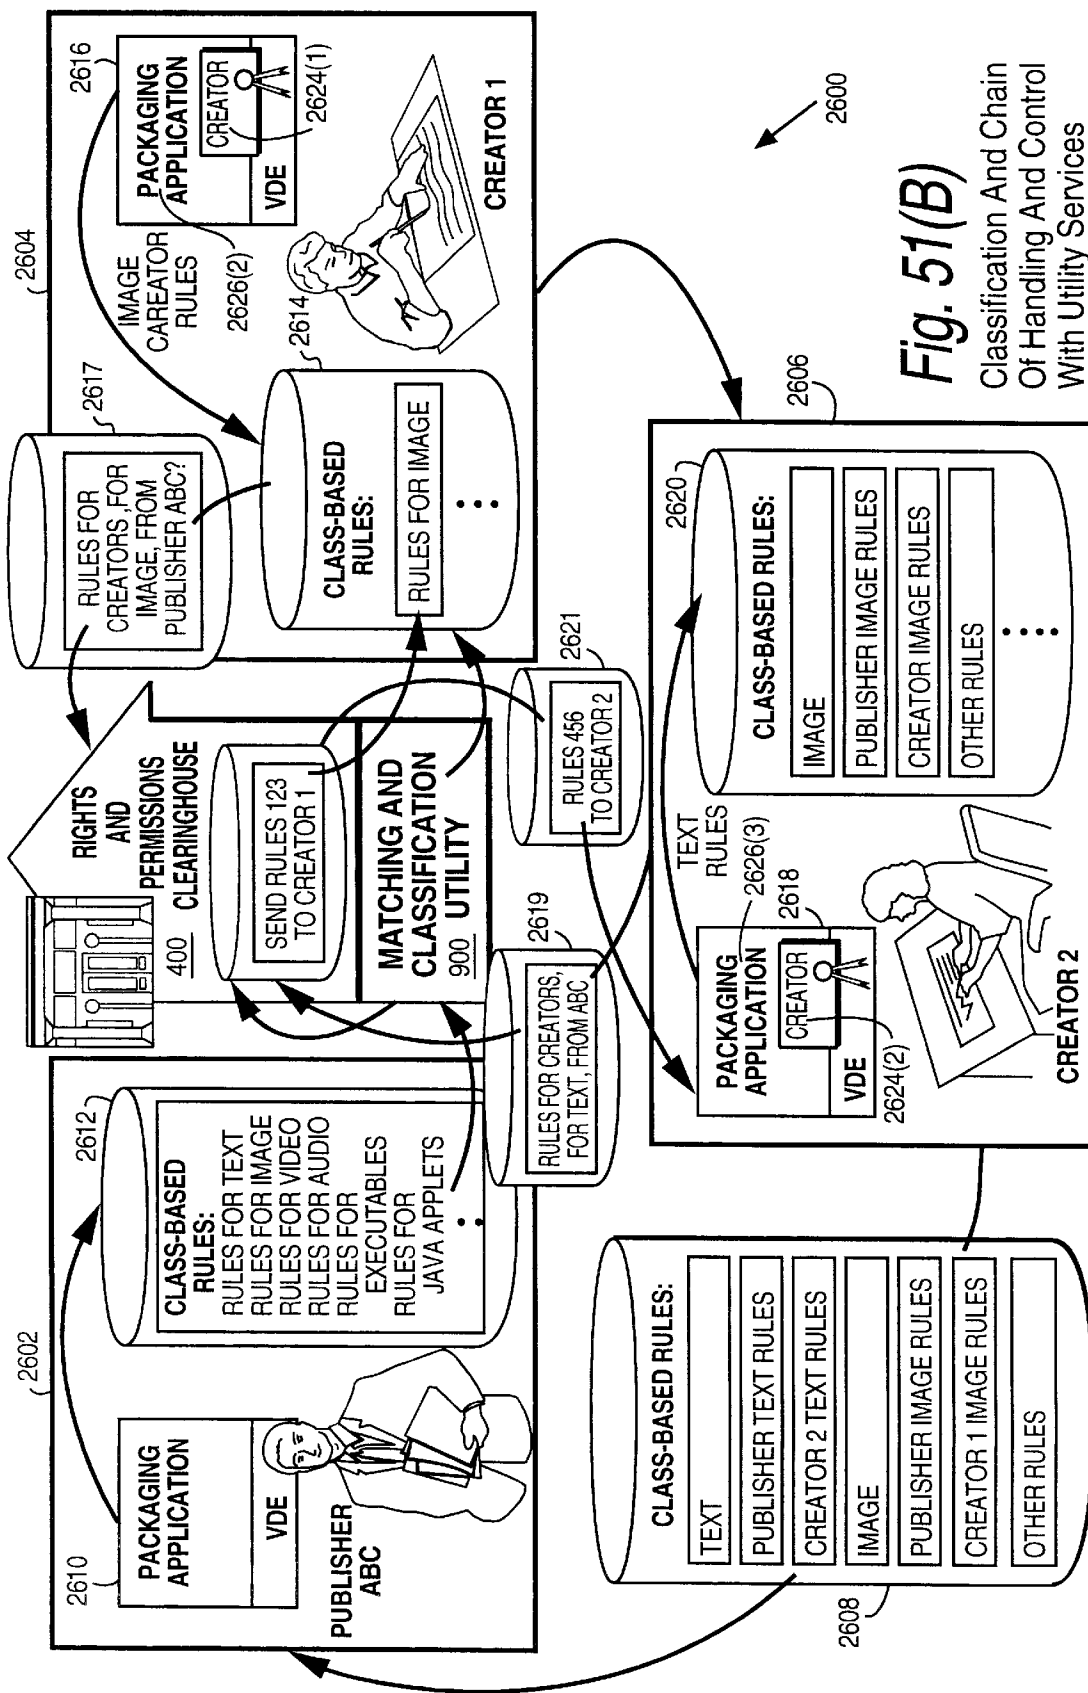 2602
2610
PACKAGING
APPLICATION
VDE
PUBLISHER
ABC
2612
CLASS-BASED
RULES:
RULES FOR TEXT
RULES FOR IMAGE
RULES FOR VIDEO
RULES FOR AUDIO
RULES FOR
EXECUTABLES
RULES FOR
JAVA APPLETS
RIGHTS
AND
PERMISSIONS
CLEARINGHOUSE
400
SEND RULES 123
TO CREATOR 1
MATCHING AND
CLASSIFICATION
UTILITY
900
2617
RULES FOR
CREATORS ,FOR
IMAGE, FROM
PUBLISHER ABC?
2604
2616
PACKAGING
APPLICATION
CREATOR
VDE
2624(1)
IMAGE
CAREATOR
RULES
2626(2)
2614
CLASS-BASED
RULES:
RULES FOR IMAGE
CREATOR 1
2619
RULES FOR CREATORS,
FOR TEXT, FROM ABC
2621
RULES 456
TO CREATOR 2
2608
CLASS-BASED RULES:
TEXT
PUBLISHER TEXT RULES
CREATOR 2 TEXT RULES
IMAGE
PUBLISHER IMAGE RULES
CREATOR 1 IMAGE RULES
OTHER RULES
2606
PACKAGING
APPLICATION
2626(3)
2618
CREATOR
VDE
2624(2)
TEXT
RULES
CREATOR 2
2620
CLASS-BASED RULES:
IMAGE
PUBLISHER IMAGE RULES
CREATOR IMAGE RULES
OTHER RULES
2600
Fig. 51(B)
Classification And Chain
Of Handling And Control
With Utility Services